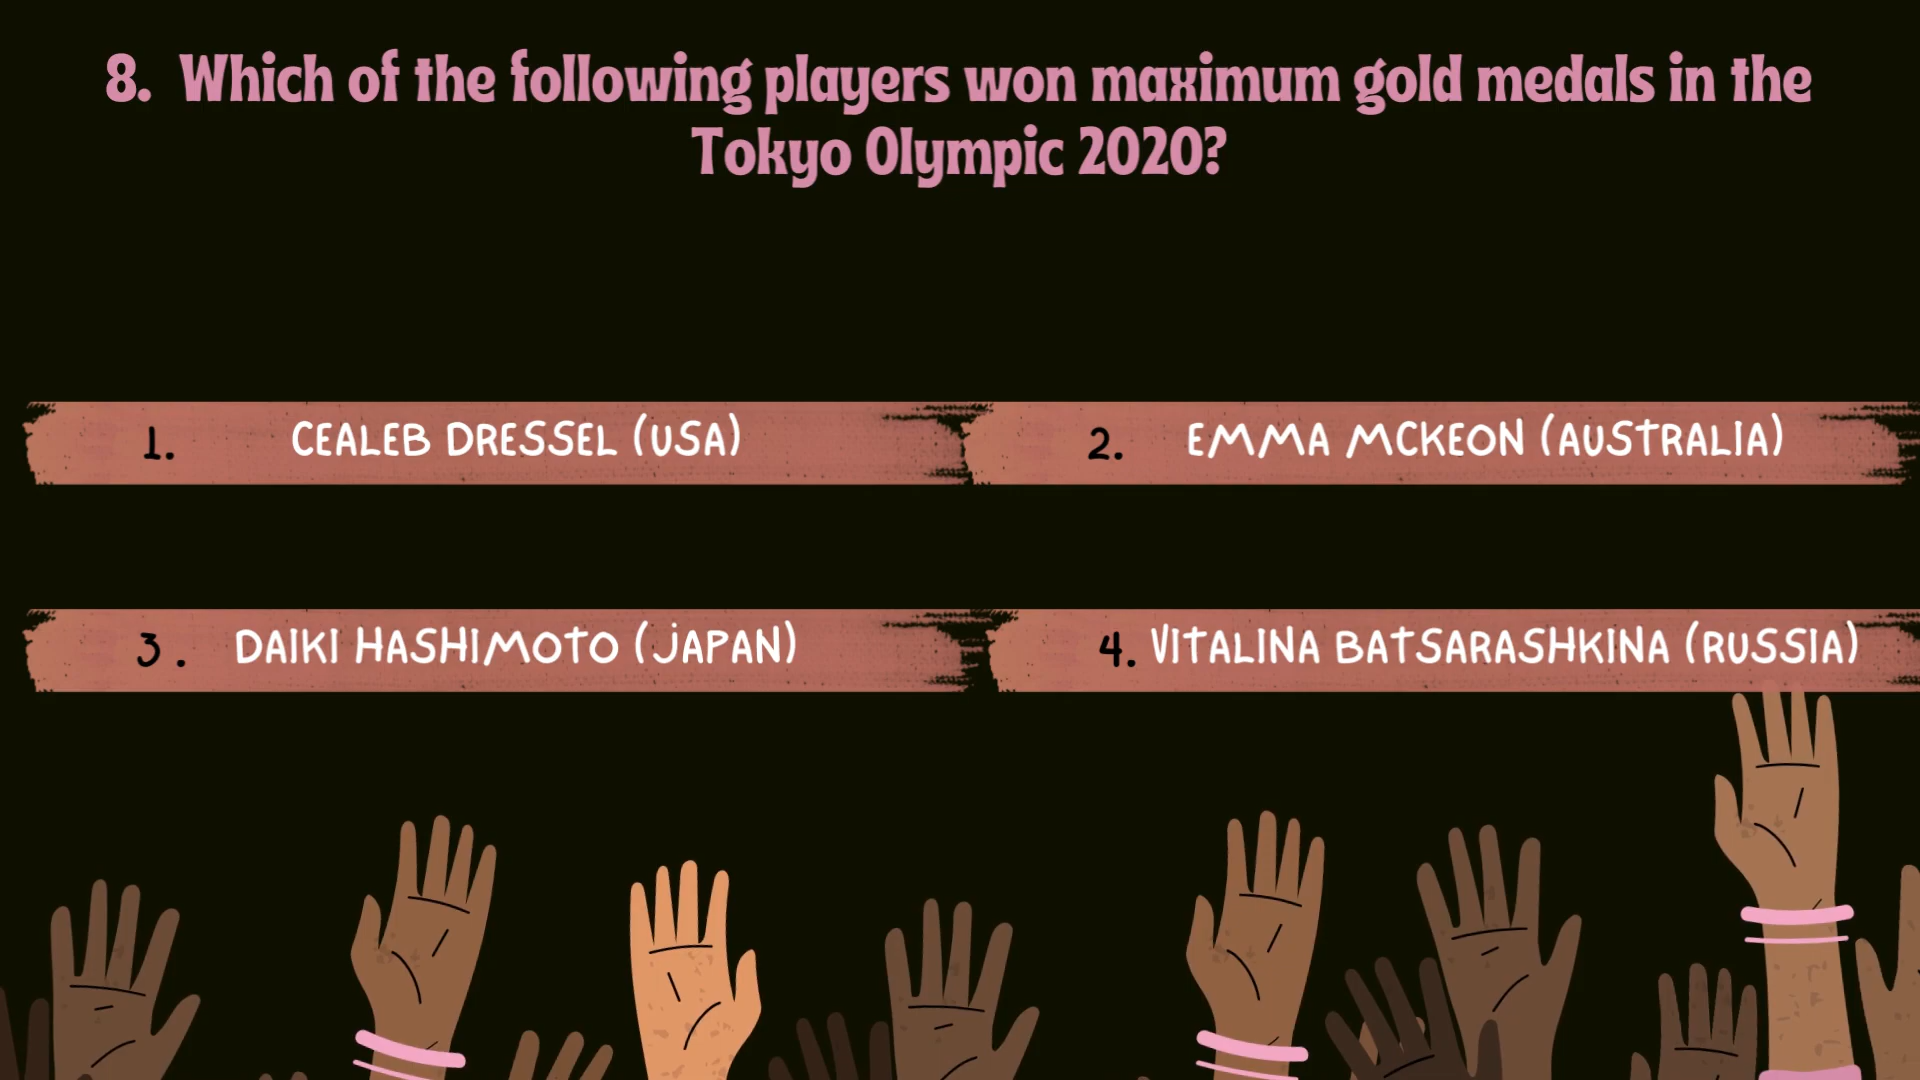 8. Which of the following players won maximum gold medals in the
Tokyo Olympic 2020?
1. CEALEB DRESSEL (USA)
2. EMMA MCKEON (AUSTRALIA)
3. DAIKI HASHIMOTO (JAPAN)
4. VITALINA BATSARASHKINA (RUSSIA)